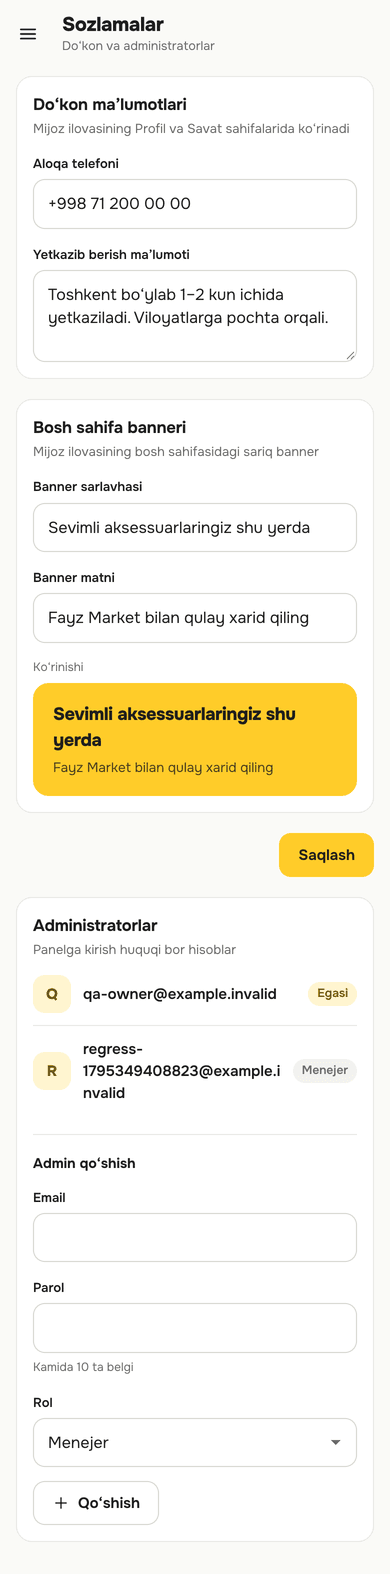 Sozlamalar
Do‘kon va administratorlar
Do‘kon ma’lumotlari
Mijoz ilovasining Profil va Savat sahifalarida ko‘rinadi
Aloqa telefoni
+998 71 200 00 00
Yetkazib berish ma’lumoti
Toshkent bo‘ylab 1–2 kun ichida
yetkaziladi. Viloyatlarga pochta orqali.
Bosh sahifa banneri
Mijoz ilovasining bosh sahifasidagi sariq banner
Banner sarlavhasi
Sevimli aksessuarlaringiz shu yerda
Banner matni
Fayz Market bilan qulay xarid qiling
Ko‘rinishi
Sevimli aksessuarlaringiz shu
yerda
Fayz Market bilan qulay xarid qiling
Saqlash
Administratorlar
Panelga kirish huquqi bor hisoblar
Q qa-owner@example.invalid Egasi
regress-
R 1795349408823@example.i Menejer
nvalid
Admin qo‘shish
Email
Parol
Kamida 10 ta belgi
Rol
Menejer
+ Qo‘shish